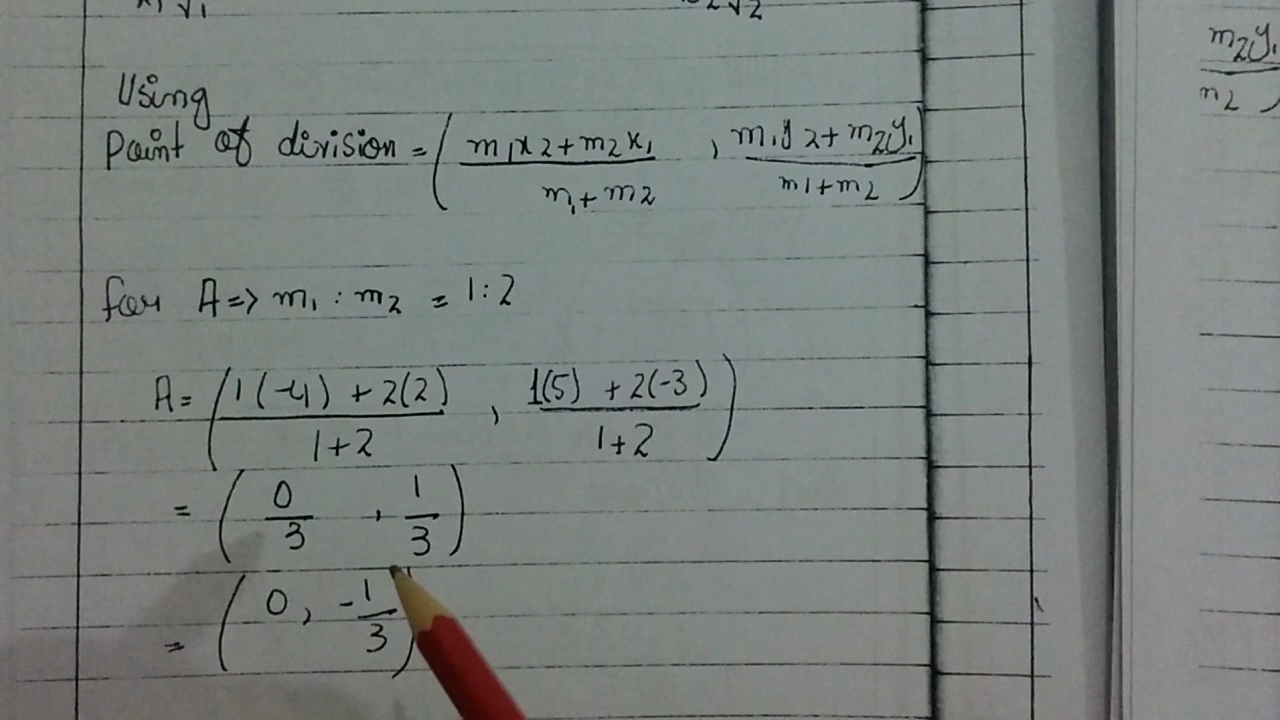 Using
Point of division = ( m₁x2+m2x₁ / m₁+m2 , m₁y2+m2y₁ / m1+m2 )
for A => m₁ : m₂ = 1:2
A = ( 1(-4) + 2(2) / 1+2 , 1(5) + 2(-3) / 1+2 )
= ( 0/3 , 1/3 )
= ( 0, -1/3 )
m2y₁